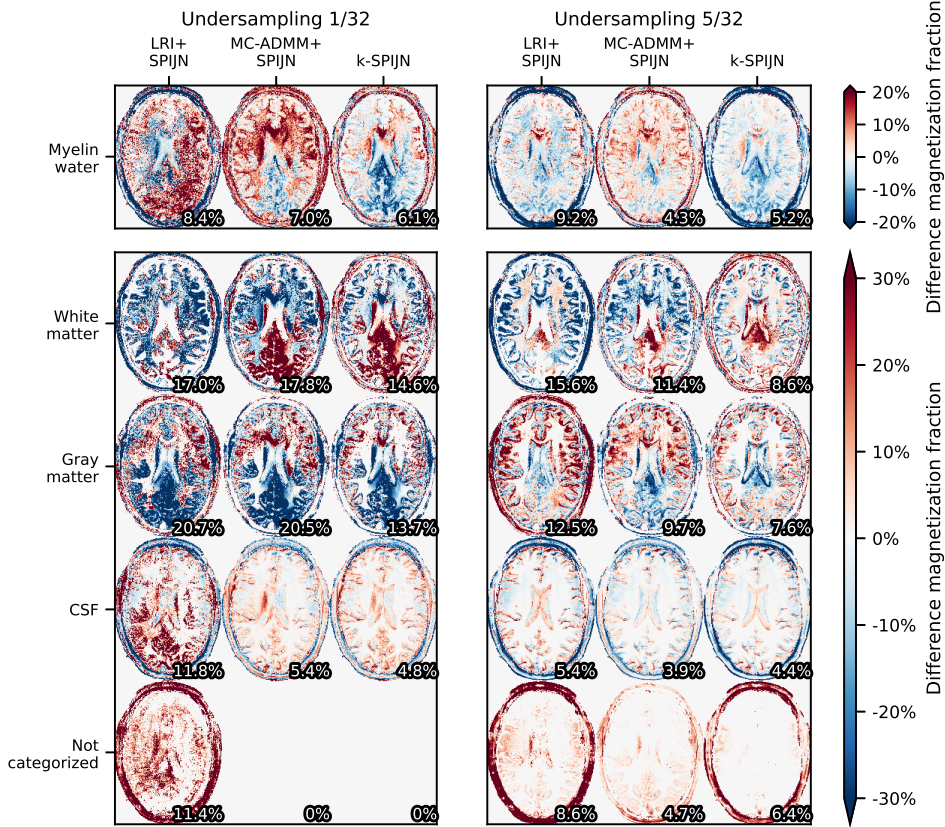 Undersampling 1/32
Undersampling 5/32
LRI+
SPIJN
MC-ADMM+
SPIJN
k-SPIJN
LRI+
SPIJN
MC-ADMM+
SPIJN
k-SPIJN
Myelin
water
8.4%
7.0%
6.1%
9.2%
4.3%
5.2%
20%
10%
0%
-10%
-20%
Difference magnetization fraction
White
matter
17.0%
17.8%
14.6%
15.6%
11.4%
8.6%
Gray
matter
20.7%
20.5%
13.7%
12.5%
9.7%
7.6%
CSF
11.8%
5.4%
4.8%
5.4%
3.9%
4.4%
Not
categorized
11.4%
0%
0%
8.6%
4.7%
6.4%
30%
20%
10%
0%
-10%
-20%
-30%
Difference magnetization fraction